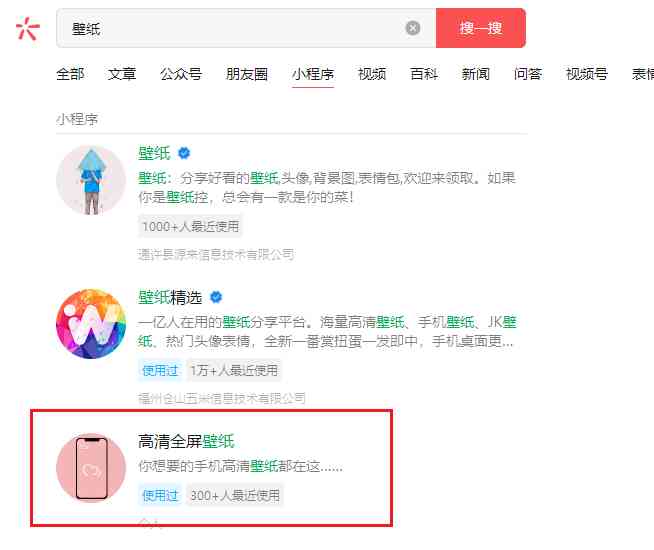 壁纸
搜一搜
全部 文章 公众号 朋友圈 小程序 视频 百科 新闻 问答 视频号 表情
小程序
壁纸
壁纸：分享好看的壁纸,头像,背景图,表情包,欢迎来领取。如果
你是壁纸控，总会有一款是你的菜!
1000+人最近使用
通许县源来信息技术有限公司
壁纸精选
一亿人在用的壁纸分享平台。海量高清壁纸、手机壁纸、JK壁
纸、热门头像表情，全新一番赏扭蛋一发即中，手机桌面更...
使用过 1万+人最近使用
福州仓山五米信息技术有限公司
高清全屏壁纸
你想要的手机高清壁纸都在这......
使用过 300+人最近使用
个人